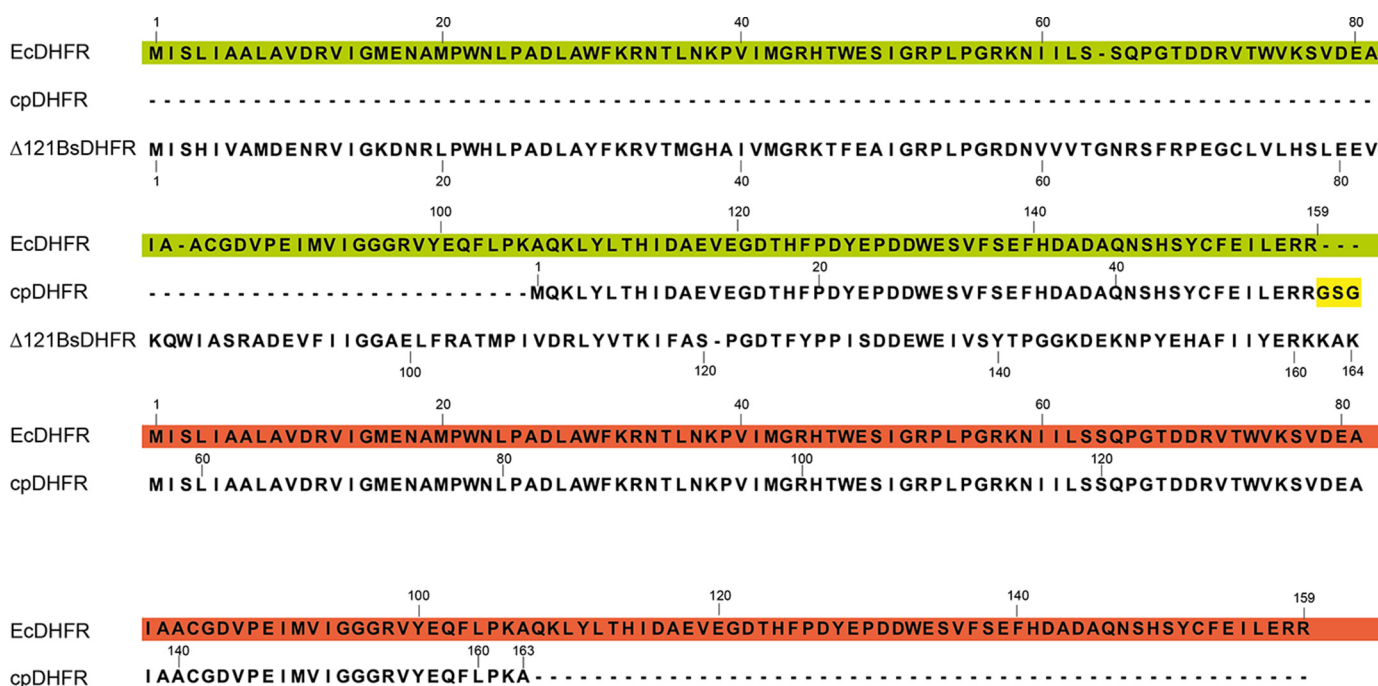 1 20 40 60 80
EcDHFR MISLIAALAVDRVIGMENAMPWNLPADLAWFKRNTLNKPVIMGRHTWESIGRPLPGRKNIILS-SQPGTDDRVTWVKSVDEA
cpDHFR ----------------------------------------------------------------------------------
Δ121BsDHFR MISHIVAMDENRVIGKDNRLPWHLPADLAYFKRVTMGHAIVMGRKTFEAIGRPLPGRDNVVVTGNRSFRPEGCLVLHSLEEV
1 20 40 60 80
100 120 140 159
EcDHFR IA-ACGDVPEIMVIGGGRVYEQFLPKAQKLYLTHIDAEVEGDTHFPDYEPDDWESVFSEFHDADAQNSHSYCFEILERR---
1 20 40
cpDHFR --------------------------MQKLYLTHIDAEVEGDTHFPDYEPDDWESVFSEFHDADAQNSHSYCFEILERRGSG
Δ121BsDHFR KQWIASRADEVFIIGGAELFRATMPIVDRLYVTKIFAS-PGDTFYPPISDDEWEIVSYTPGGKDEKNPYEHAFIIYERKKAK
100 120 140 160 164
1 20 40 60 80
EcDHFR MISLIAALAVDRVIGMENAMPWNLPADLAWFKRNTLNKPVIMGRHTWESIGRPLPGRKNIILSSQPGTDDRVTWVKSVDEA
60 80 100 120
cpDHFR MISLIAALAVDRVIGMENAMPWNLPADLAWFKRNTLNKPVIMGRHTWESIGRPLPGRKNIILSSQPGTDDRVTWVKSVDEA
100 120 140 159
EcDHFR IAACGDVPEIMVIGGGRVYEQFLPKAQKLYLTHIDAEVEGDTHFPDYEPDDWESVFSEFHDADAQNSHSYCFEILERR
140 160 163
cpDHFR IAACGDVPEIMVIGGGRVYEQFLPKA----------------------------------------------------